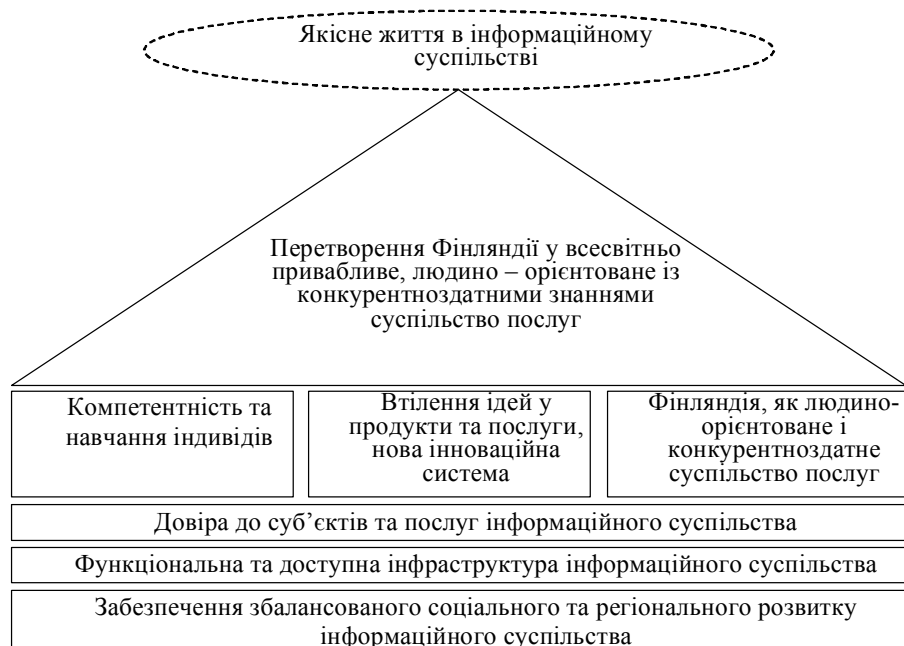 Якісне життя в інформаційному
суспільстві
Перетворення Фінляндії у всесвітньо
привабливе, людино – орієнтоване із
конкурентноздатними знаннями
суспільство послуг
Компетентність та
навчання індивідів
Втілення ідей у
продукти та послуги,
нова інноваційна
система
Фінляндія, як людино-
орієнтоване і
конкурентноздатне
суспільство послуг
Довіра до суб’єктів та послуг інформаційного суспільства
Функціональна та доступна інфраструктура інформаційного суспільства
Забезпечення збалансованого соціального та регіонального розвитку
інформаційного суспільства